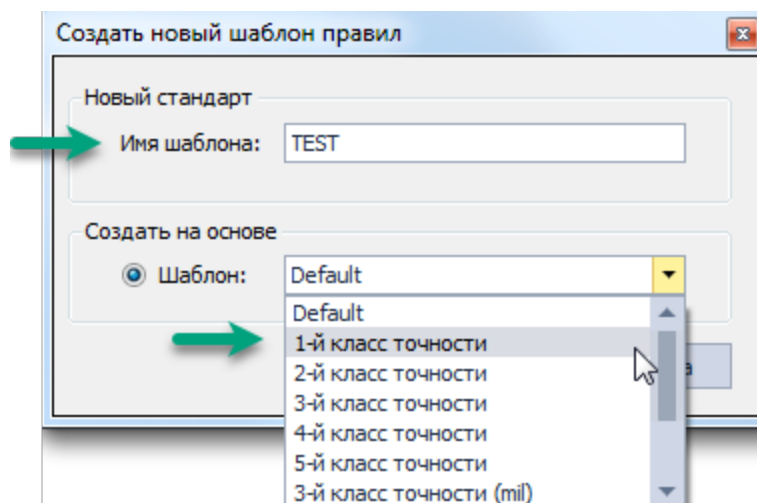 Создать новый шаблон правил
Новый стандарт
Имя шаблона: TEST
Создать на основе
Шаблон: Default
Default
1-й класс точности
2-й класс точности
3-й класс точности
4-й класс точности
5-й класс точности
3-й класс точности (mil)